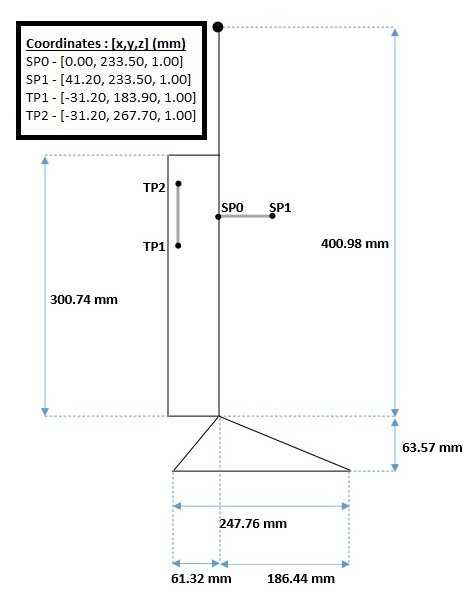 Coordinates : [x,y,z] (mm)
SP0 - [0.00, 233.50, 1.00]
SP1 - [41.20, 233.50, 1.00]
TP1 - [-31.20, 183.90, 1.00]
TP2 - [-31.20, 267.70, 1.00]
TP2
SP0
SP1
TP1
400.98 mm
300.74 mm
63.57 mm
247.76 mm
61.32 mm
186.44 mm